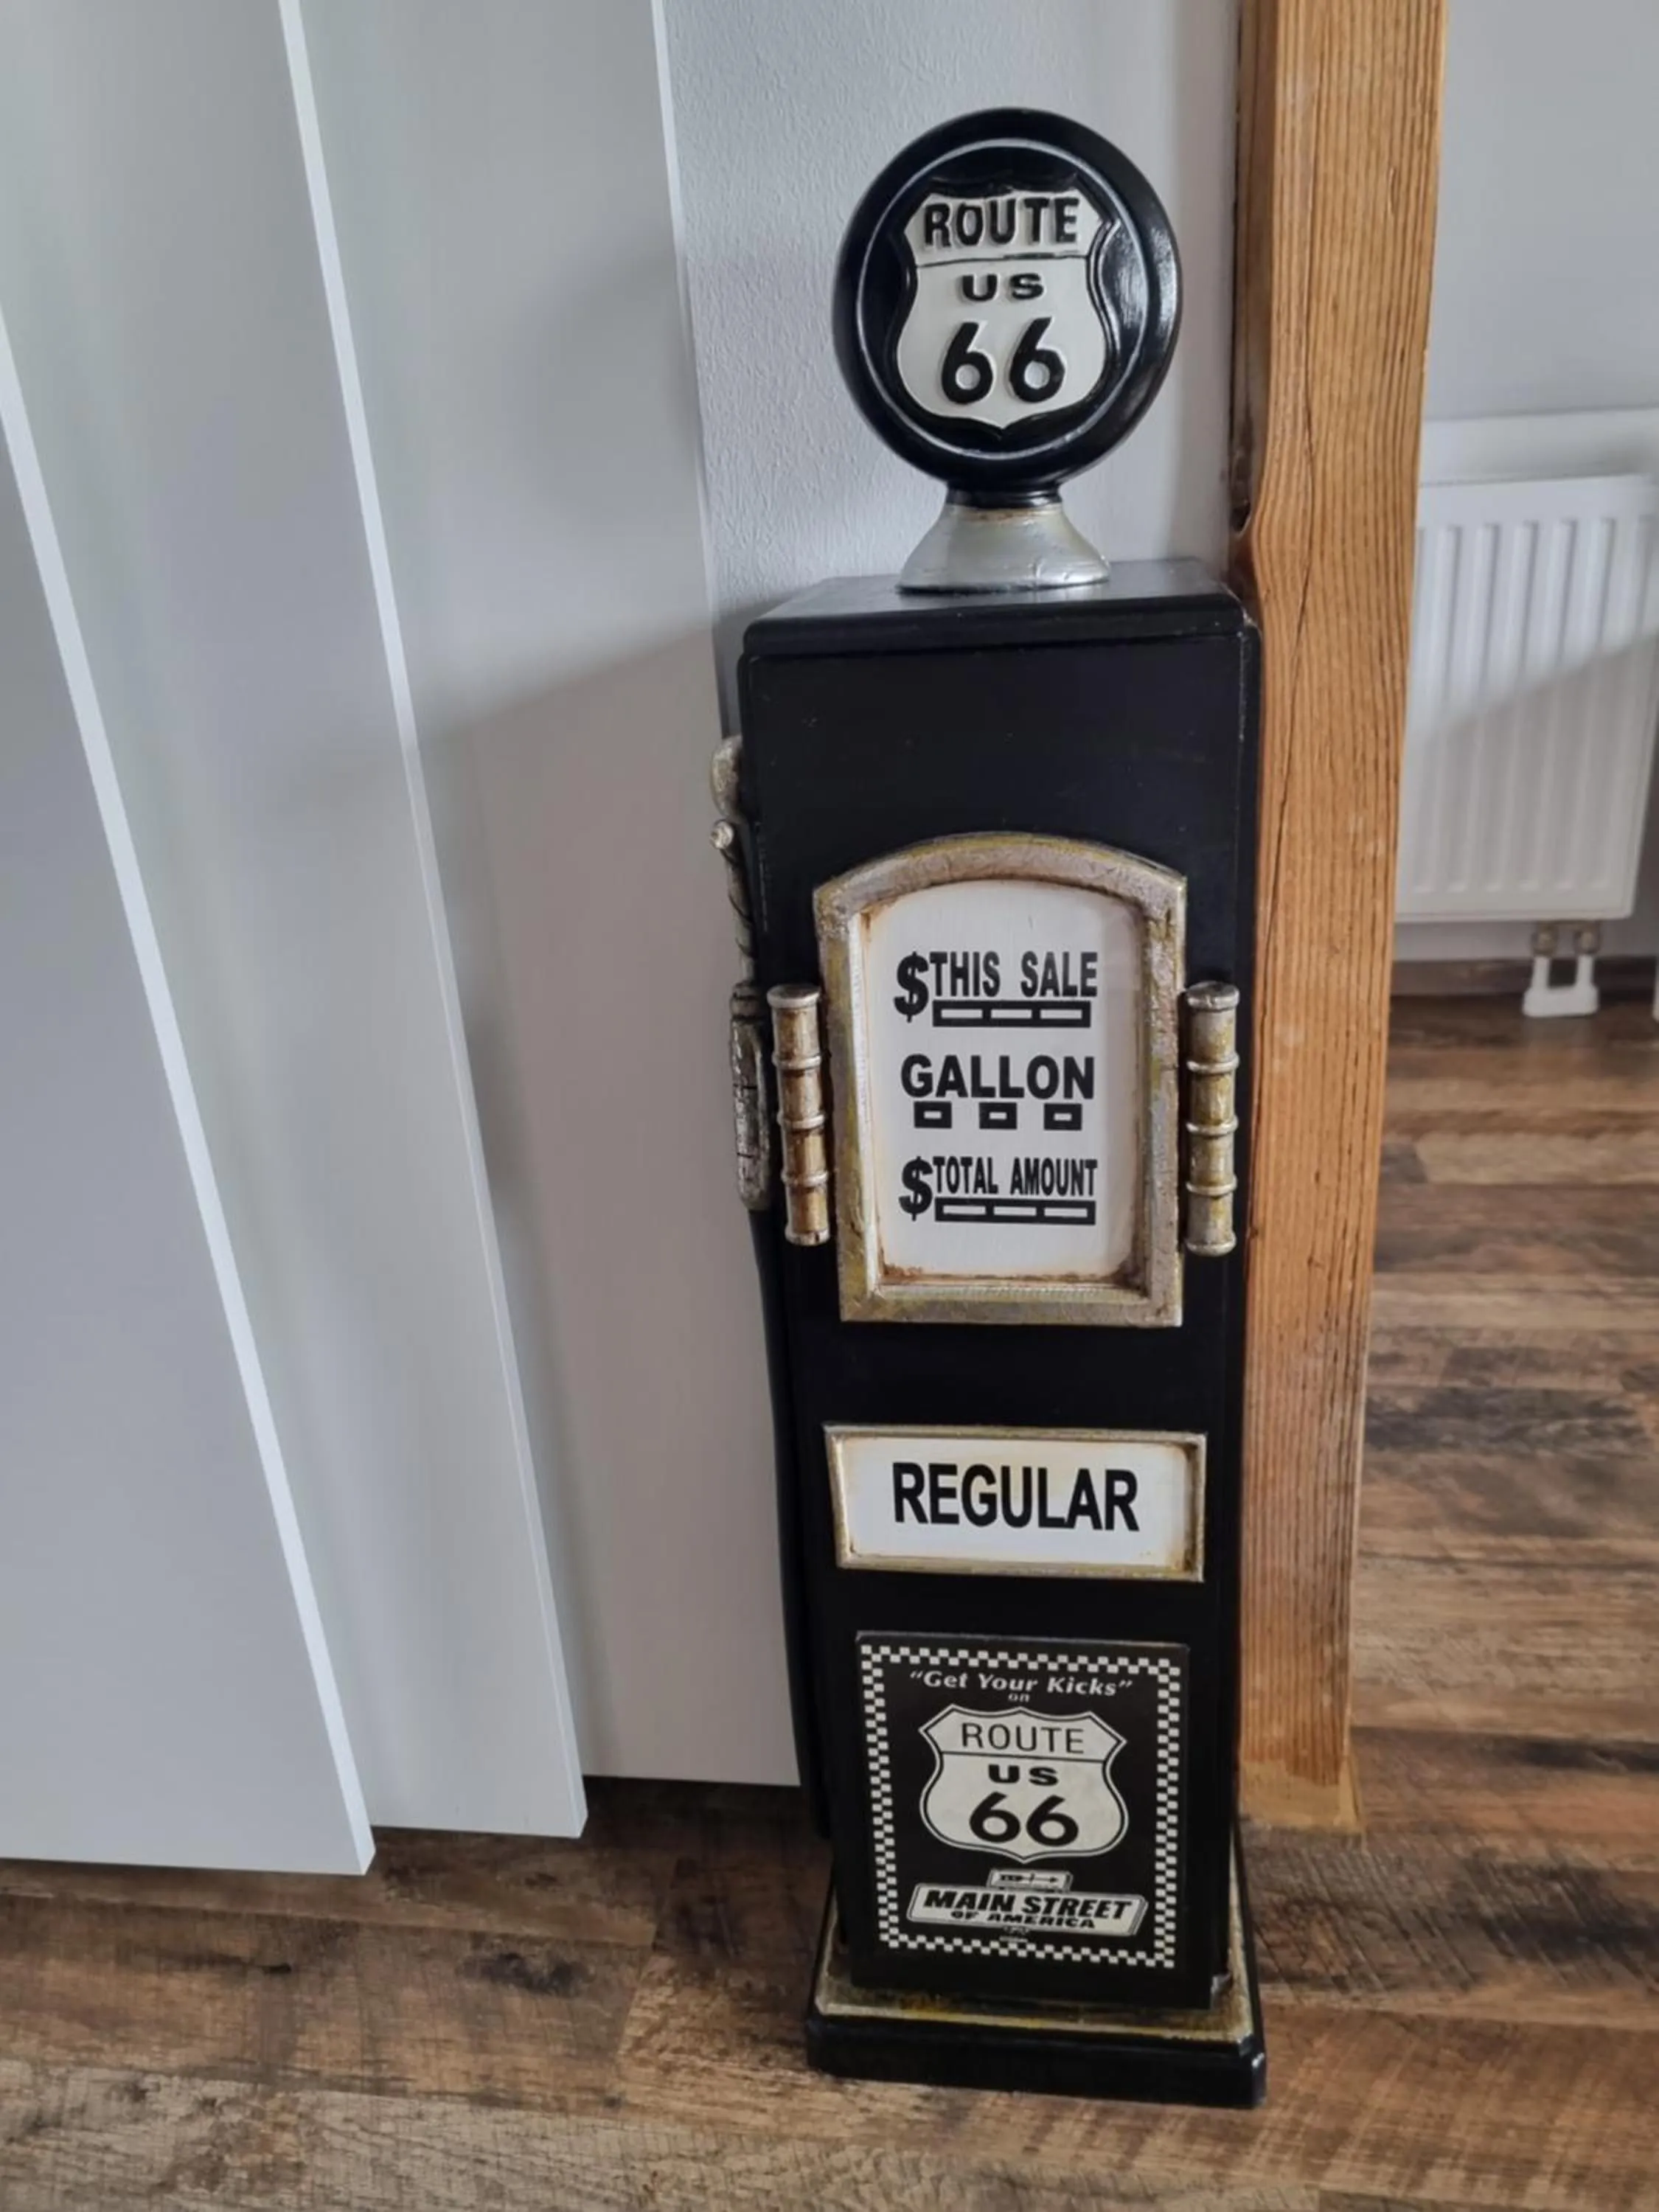 ROUTE
US
66
$THIS SALE
GALLON
$TOTAL AMOUNT
REGULAR
"Get Your Kicks"
on
ROUTE
US
66
MAIN STREET
OF AMERICA